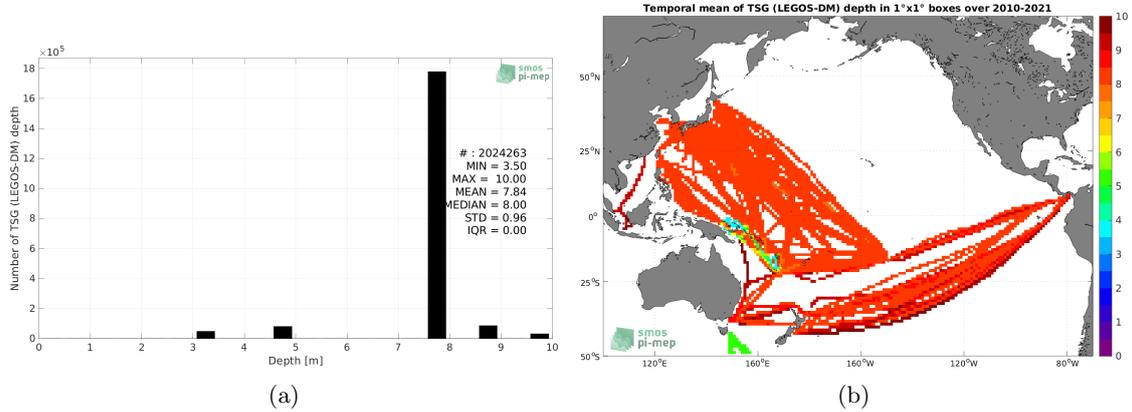 Temporal mean of TSG (LEGOS-DM) depth in 1°x1° boxes over 2010-2021
×10⁵
18
16
14
12
10
8
6
4
2
0
Number of TSG (LEGOS-DM) depth
smos
pi-mep
# : 2024263
MIN = 3.50
MAX = 10.00
MEAN = 7.84
MEDIAN = 8.00
STD = 0.96
IQR = 0.00
0 1 2 3 4 5 6 7 8 9 10
Depth [m]
(a)
50°N
25°N
0°
25°S
50°S
120°E 160°E 160°W 120°W 80°W
smos
pi-mep
10
9
8
7
6
5
4
3
2
1
0
(b)